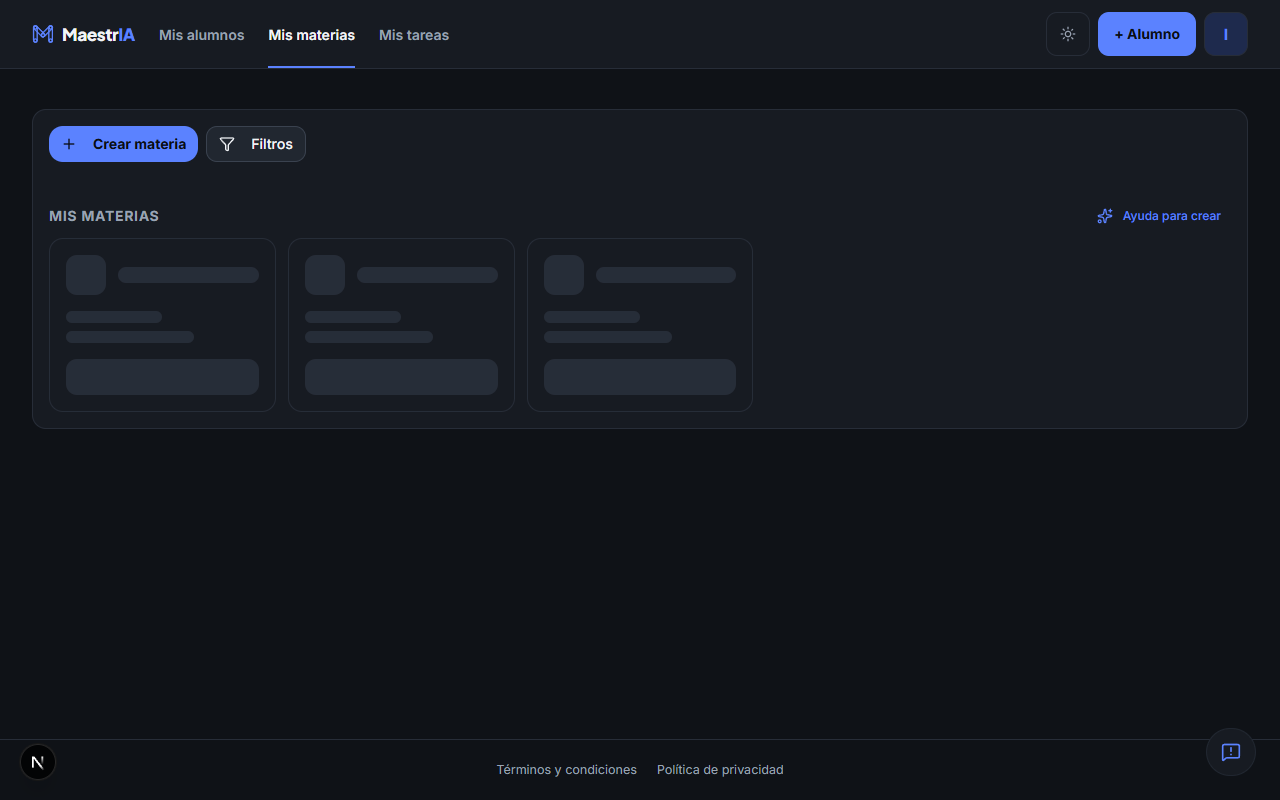 MaestrIA
Mis alumnos
Mis materias
Mis tareas
+ Alumno
I
Crear materia
Filtros
MIS MATERIAS
Ayuda para crear
N
Términos y condiciones
Política de privacidad